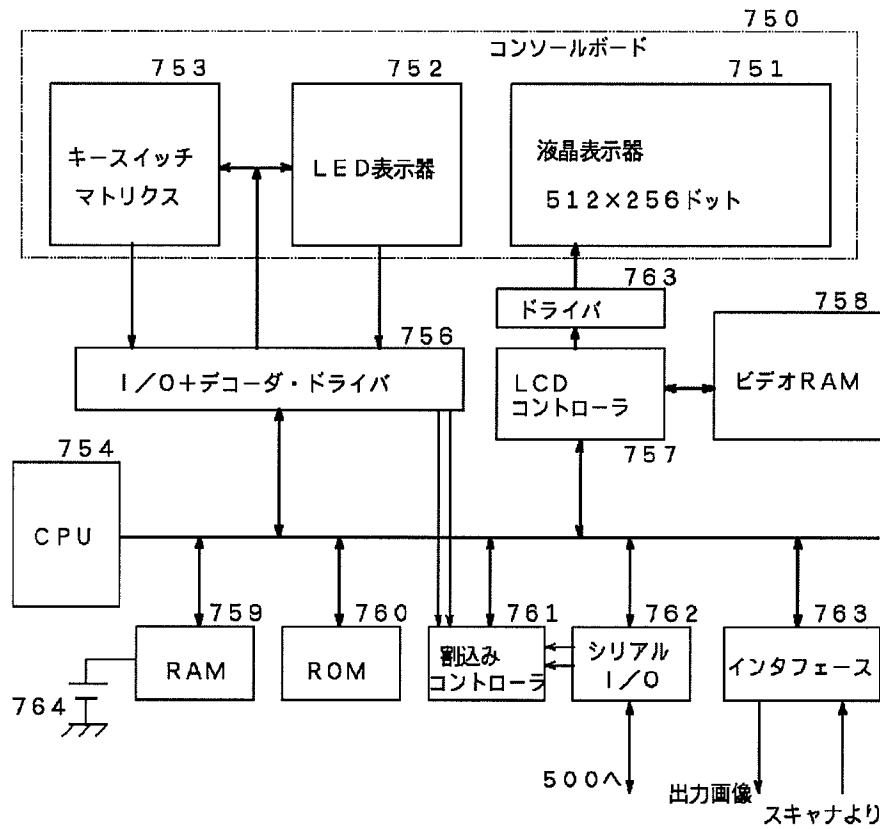 750
コンソールボード
753
752
751
キースイッチ
マトリクス
LED表示器
液晶表示器
512×256ドット
763
ドライバ
758
756
I/O+デコーダ・ドライバ
LCD
コントローラ
ビデオRAM
757
754
CPU
759
760
761
762
763
RAM
ROM
割込み
コントローラ
シリアル
I/O
インタフェース
764
500へ
出力画像
スキャナより